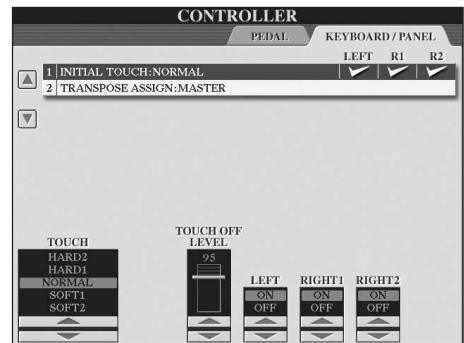 CONTROLLER
PEDAL KEYBOARD / PANEL
LEFT R1 R2
1 INITIAL TOUCH:NORMAL
2 TRANSPOSE ASSIGN:MASTER
TOUCH
HARD2
HARD1
NORMAL
SOFT1
SOFT2
TOUCH OFF
LEVEL
95
LEFT
ON
OFF
RIGHT1
ON
OFF
RIGHT2
ON
OFF